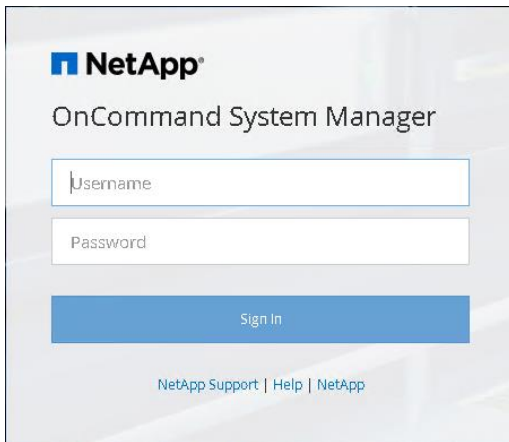 NetApp
OnCommand System Manager
Username
Password
Sign In
NetApp Support | Help | NetApp